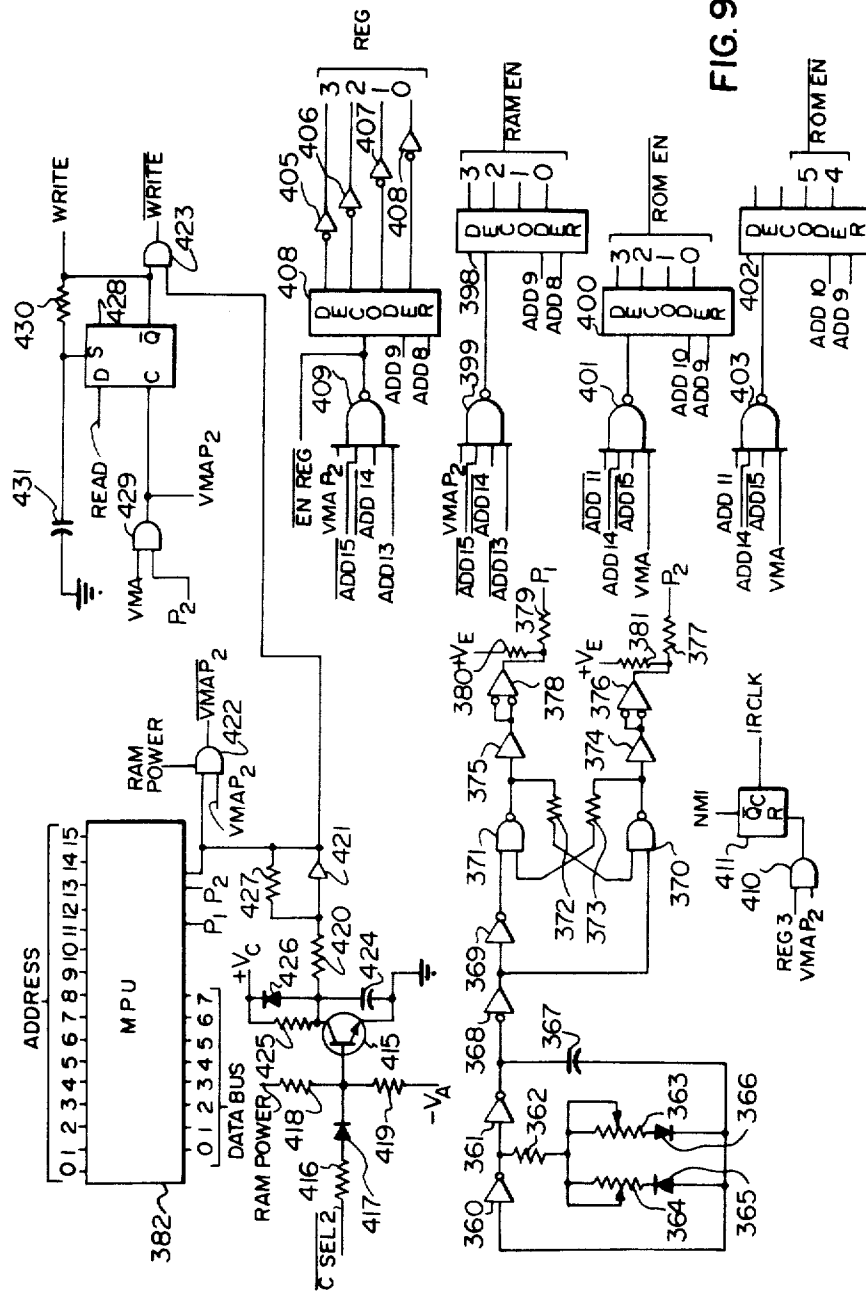 ADDRESS
0 1 2 3 4 5 6 7 8 9 10 11 12 13 14 15
MPU
382
0 1 2 3 4 5 6 7
DATA BUS
P1 P2
RAM POWER
VMAP2
422
VMAP2
RAM POWER
+VC
425
426
427
418
420
421
C SEL2
416
417
415
424
419
-VA
431
430
WRITE
S
428
D
READ
C
Q
WRITE
423
VMA
429
P2
VMAP2
EN REG
VMAP2
409
ADD15
ADD14
ADD13
ADD9
ADD8
408
DECODER
405
406
407
408
3
2
1
0
REG
VMAP2
399
ADD15
ADD14
ADD13
398
DECODER
ADD9
ADD8
3
2
1
0
RAM EN
ADD 11
401
ADD14
ADD15
VMA
400
DECODER
ADD10
ADD9
3
2
1
0
ROM EN
ADD 11
403
ADD14
ADD15
VMA
402
DECODER
ADD 10
ADD 9
5
4
ROM EN
360
361
362
363
364
365
366
367
368
369
371
370
372
373
375
374
380
+VE
378
379
P1
+VE
376
381
377
P2
NMI
411
Q
C
R
IRCLK
410
REG 3
VMAP2
FIG. 9